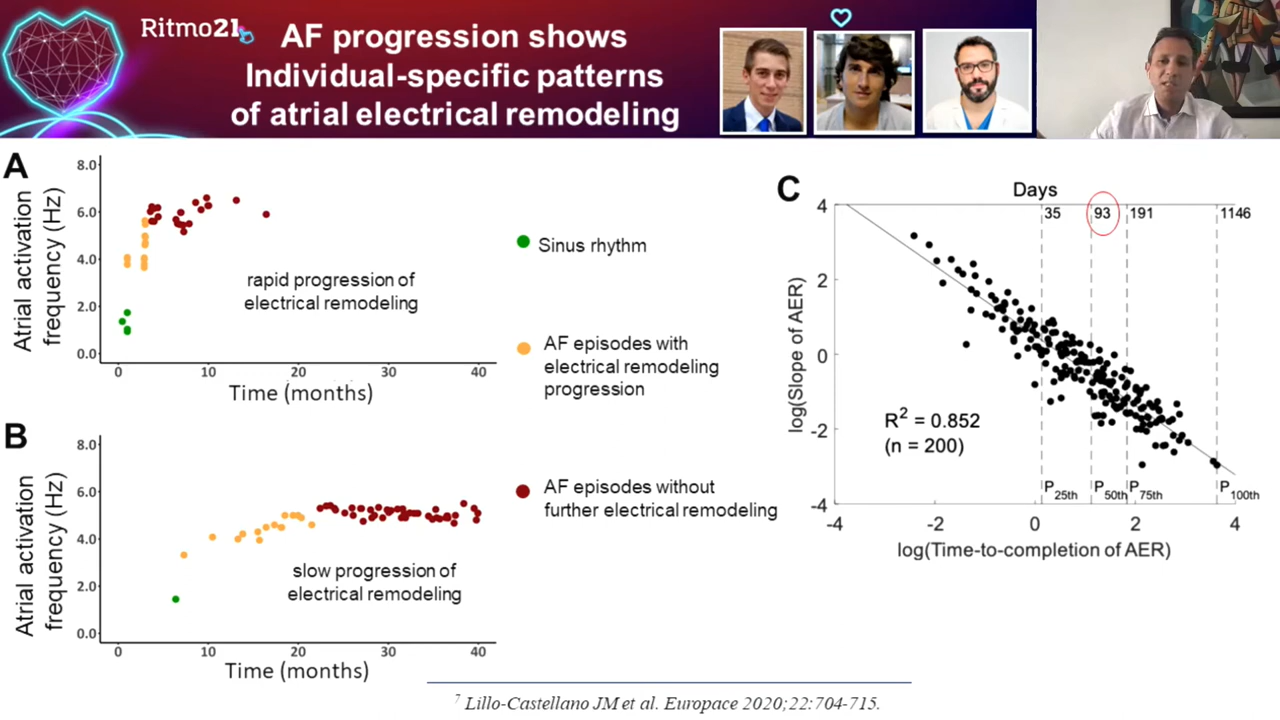 Ritmo21
AF progression shows
Individual-specific patterns
of atrial electrical remodeling
A
Atrial activation
frequency (Hz)
8.0
6.0
4.0
2.0
0.0
rapid progression of
electrical remodeling
0 10 20 30 40
Time (months)
Sinus rhythm
AF episodes with
electrical remodeling
progression
AF episodes without
further electrical remodeling
B
Atrial activation
frequency (Hz)
8.0
6.0
4.0
2.0
0.0
slow progression of
electrical remodeling
0 10 20 30 40
Time (months)
C
Days
35 93 191 1146
log(Slope of AER)
4
2
0
-2
-4
R2 = 0.852
(n = 200)
P25th P50th P75th P100th
-4 -2 0 2 4
log(Time-to-completion of AER)
7 Lillo-Castellano JM et al. Europace 2020;22:704-715.